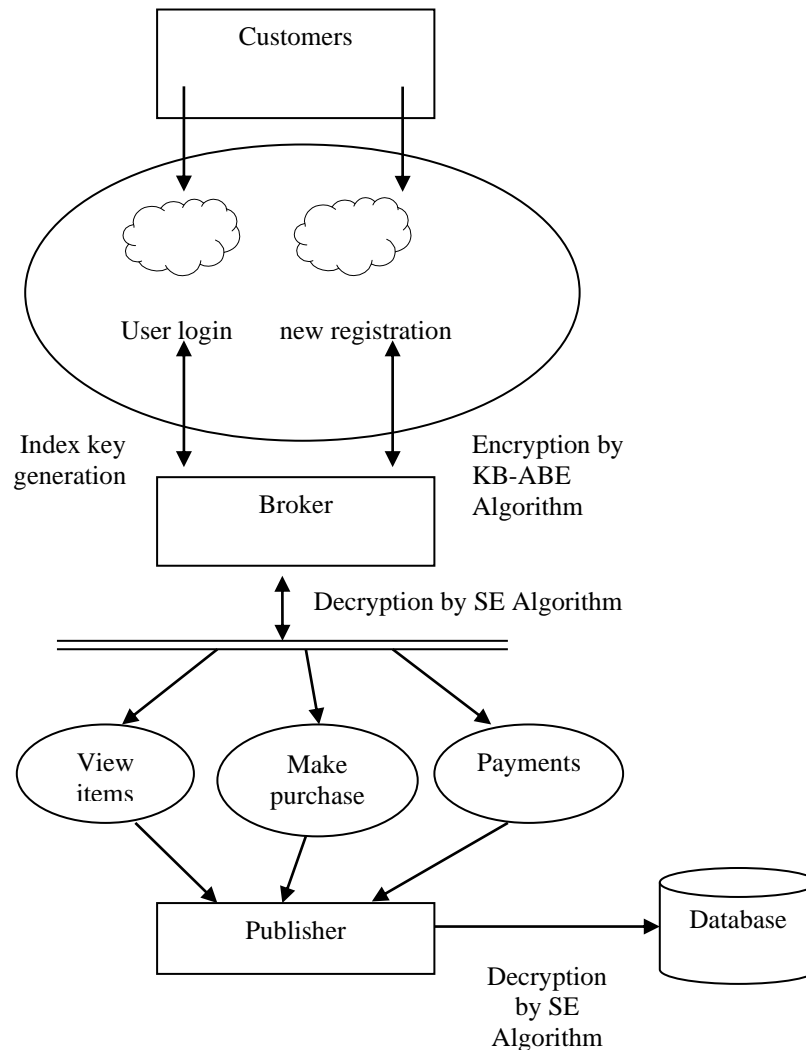 Customers
User login
new registration
Index key
generation
Encryption by
KB-ABE
Algorithm
Broker
Decryption by SE Algorithm
View
items
Make
purchase
Payments
Publisher
Database
Decryption
by SE
Algorithm